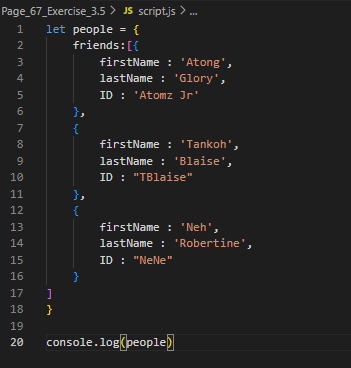 Page_67_Exercise_3.5 > JS script.js > ...
1 let people = {
2 friends:[{
3 firstName : 'Atong',
4 lastName : 'Glory',
5 ID : 'Atomz Jr'
6 },
7 {
8 firstName : 'Tankoh',
9 lastName : 'Blaise',
10 ID : "TBlaise"
11 },
12 {
13 firstName : 'Neh',
14 lastName : 'Robertine',
15 ID : "NeNe"
16 }
17 ]
18 }
19
20 console.log(people)